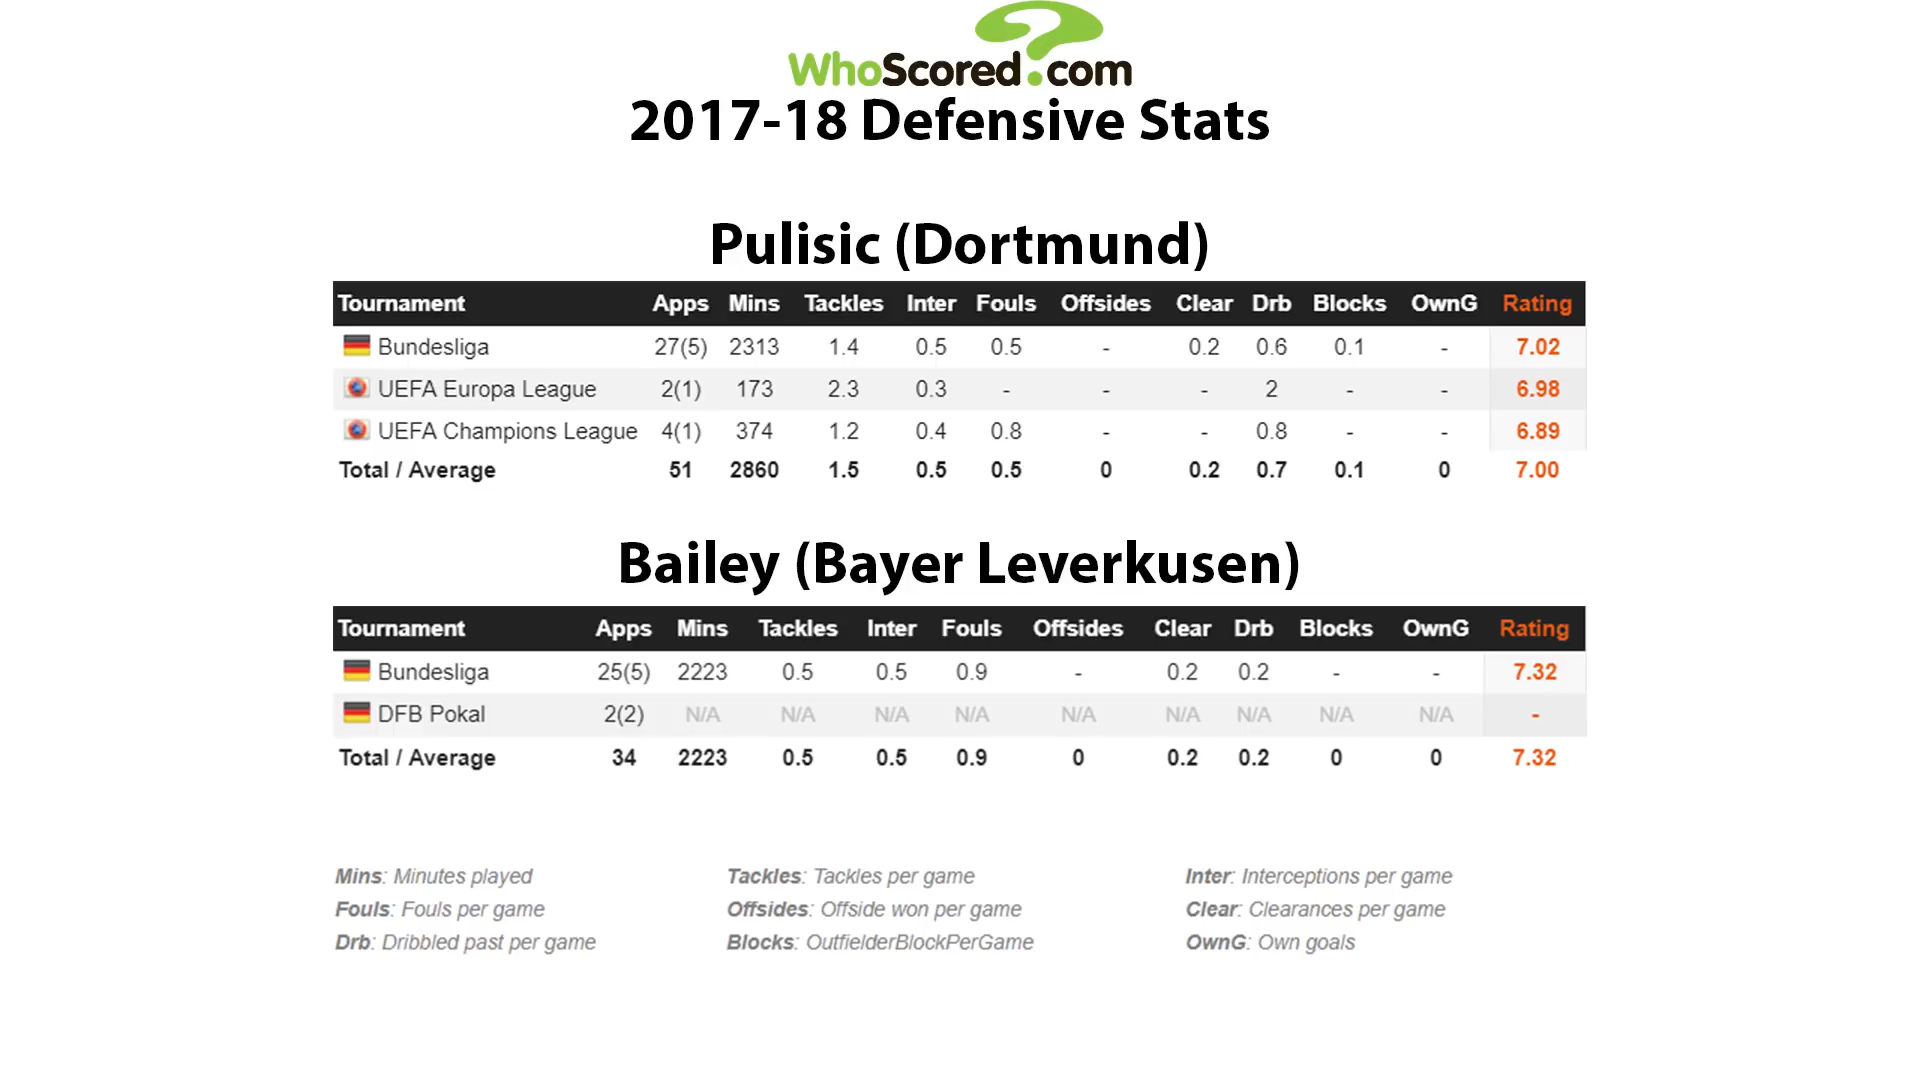 WhoScored.com
2017-18 Defensive Stats
Pulisic (Dortmund)
Tournament Apps Mins Tackles Inter Fouls Offsides Clear Drb Blocks OwnG Rating
Bundesliga 27(5) 2313 1.4 0.5 0.5 - 0.2 0.6 0.1 - 7.02
UEFA Europa League 2(1) 173 2.3 0.3 - - - 2 - - 6.98
UEFA Champions League 4(1) 374 1.2 0.4 0.8 - - 0.8 - - 6.89
Total / Average 51 2860 1.5 0.5 0.5 0 0.2 0.7 0.1 0 7.00
Bailey (Bayer Leverkusen)
Tournament Apps Mins Tackles Inter Fouls Offsides Clear Drb Blocks OwnG Rating
Bundesliga 25(5) 2223 0.5 0.5 0.9 - 0.2 0.2 - - 7.32
DFB Pokal 2(2) N/A N/A N/A N/A N/A N/A N/A N/A N/A -
Total / Average 34 2223 0.5 0.5 0.9 0 0.2 0.2 0 0 7.32
Mins: Minutes played Tackles: Tackles per game Inter: Interceptions per game
Fouls: Fouls per game Offsides: Offside won per game Clear: Clearances per game
Drb: Dribbled past per game Blocks: OutfielderBlockPerGame OwnG: Own goals